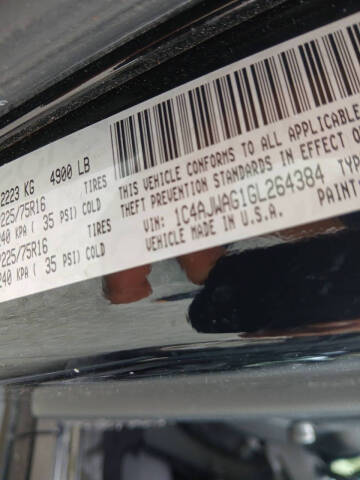 2223 KG 4900 LB
THIS VEHICLE CONFORMS TO ALL APPLICABLE
225/75R16 TIRES
THEFT PREVENTION STANDARDS IN EFFECT
240 KPA ( 35 PSI) COLD
VIN: 1C4AJWAG1GL264384
225/75R16 TIRES
VEHICLE MADE IN U.S.A. PAINT
240 KPA ( 35 PSI) COLD